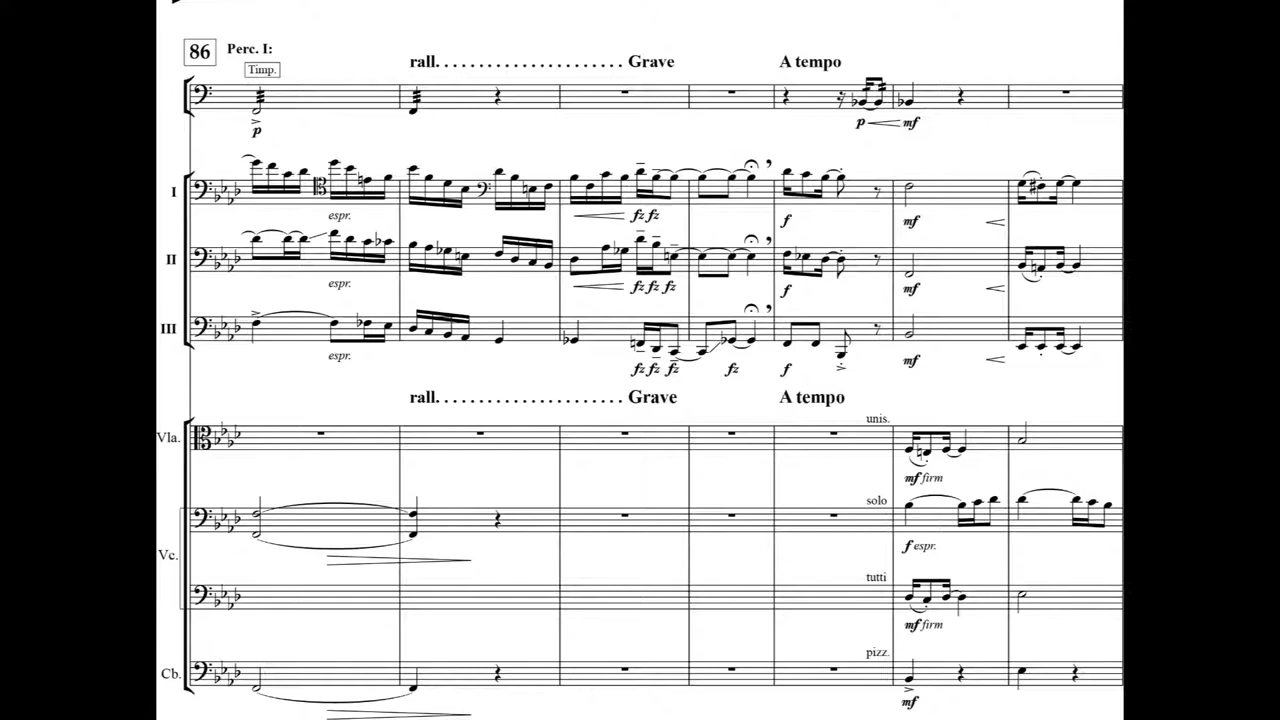 86 Perc. I:
Timp.
rall. . . . . . . . . . . . . . . . . . . . . . Grave A tempo
p p mf
I
espr. fz fz f mf
II
espr. fz fz fz f mf
III
espr. fz fz fz fz f mf
rall. . . . . . . . . . . . . . . . . . . . . . Grave A tempo
unis.
Vla.
mf firm
solo
f espr.
Vc.
tutti
mf firm
pizz.
Cb.
mf